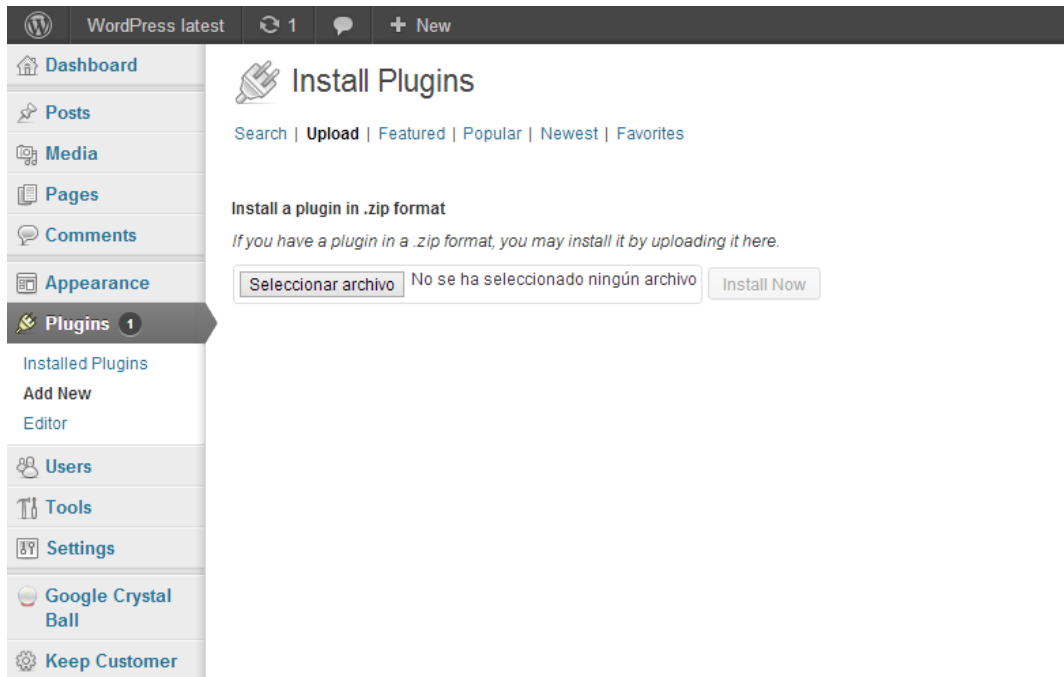 WordPress latest 1 + New
Dashboard
Posts
Media
Pages
Comments
Appearance
Plugins 1
Installed Plugins
Add New
Editor
Users
Tools
Settings
Google Crystal
Ball
Keep Customer
Install Plugins
Search | Upload | Featured | Popular | Newest | Favorites
Install a plugin in .zip format
If you have a plugin in a .zip format, you may install it by uploading it here.
Seleccionar archivo No se ha seleccionado ningún archivo Install Now